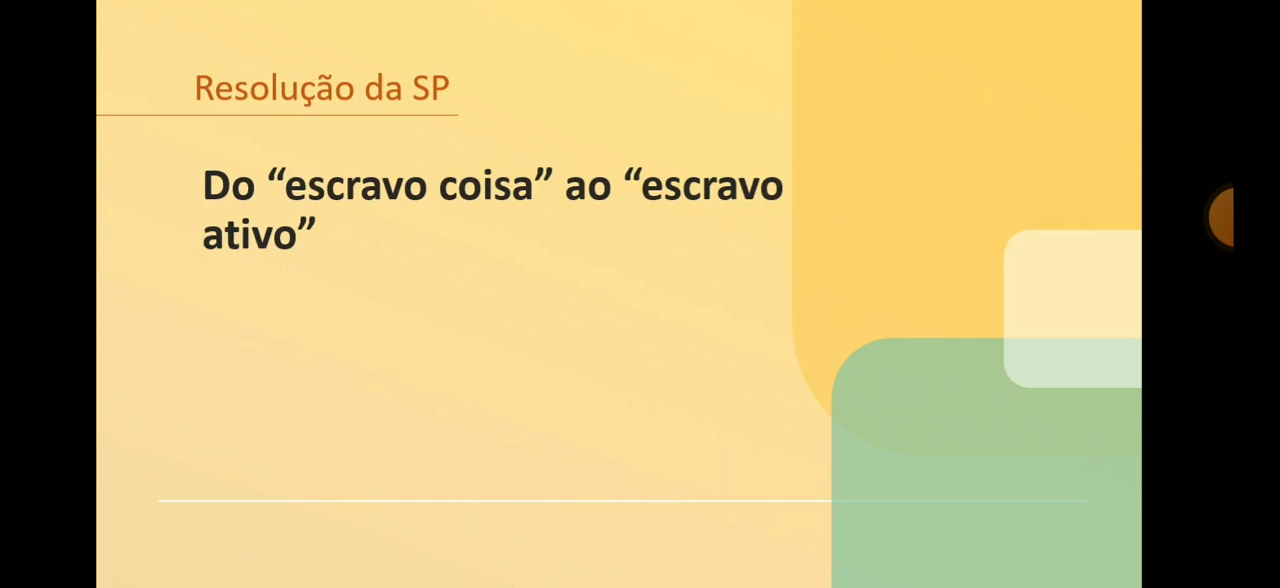 Resolução da SP
Do “escravo coisa” ao “escravo
ativo”